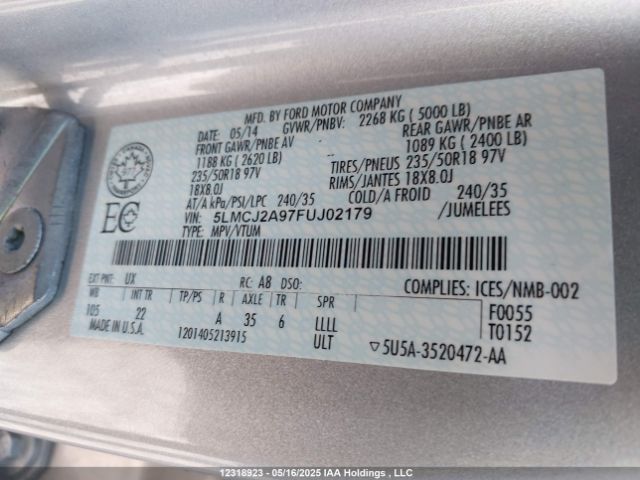 MFD. BY FORD MOTOR COMPANY
DATE: 05/14 GVWR/PNBV: 2268 KG ( 5000 LB)
FRONT GAWR/PNBE AV REAR GAWR/PNBE AR
1188 KG ( 2620 LB) 1089 KG ( 2400 LB)
235/50R18 97V TIRES/PNEUS 235/50R18 97V
18X8.0J RIMS/JANTES 18X8.0J
AT/A kPa/PSI/LPC 240/35 COLD/A FROID 240/35
VIN: 5LMCJ2A97FUJ02179 /JUMELEES
TYPE: MPV/VTUM
EC
EXT PNT: UX RC: A8 DSO: COMPLIES: ICES/NMB-002
WB INT TR TP/PS R AXLE TR SPR F0055
105 22 A 35 6 LLLL T0152
MADE IN U.S.A. 1201405213915 ULT ▽5U5A-3520472-AA
12318923 - 05/16/2025 IAA Holdings , LLC